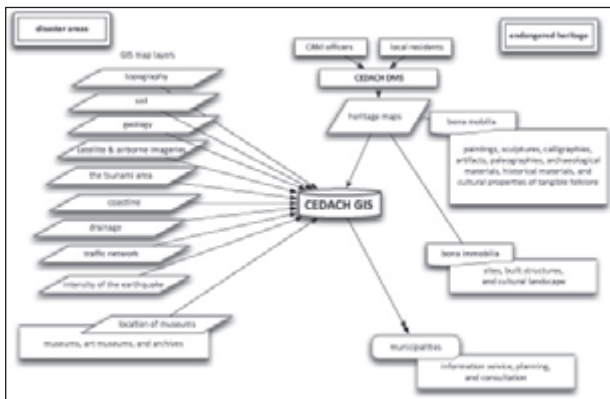 disaster areas
GIS map layers
topography
soil
geology
satellite & airborne imageries
the tsunami area
coastline
drainage
traffic network
intensity of the earthquake
location of museums
museums, art museums, and archives
CEDACH GIS
CRM officers
local residents
CEDACH DMS
heritage maps
endangered heritage
bona mobilia
paintings, sculptures, calligraphies,
artifacts, paleographies, archaeological
materials, historical materials, and
cultural properties of tangible folklore
bona immobilia
sites, built structures,
and cultural landscape
municipalities
information service, planning,
and consultation